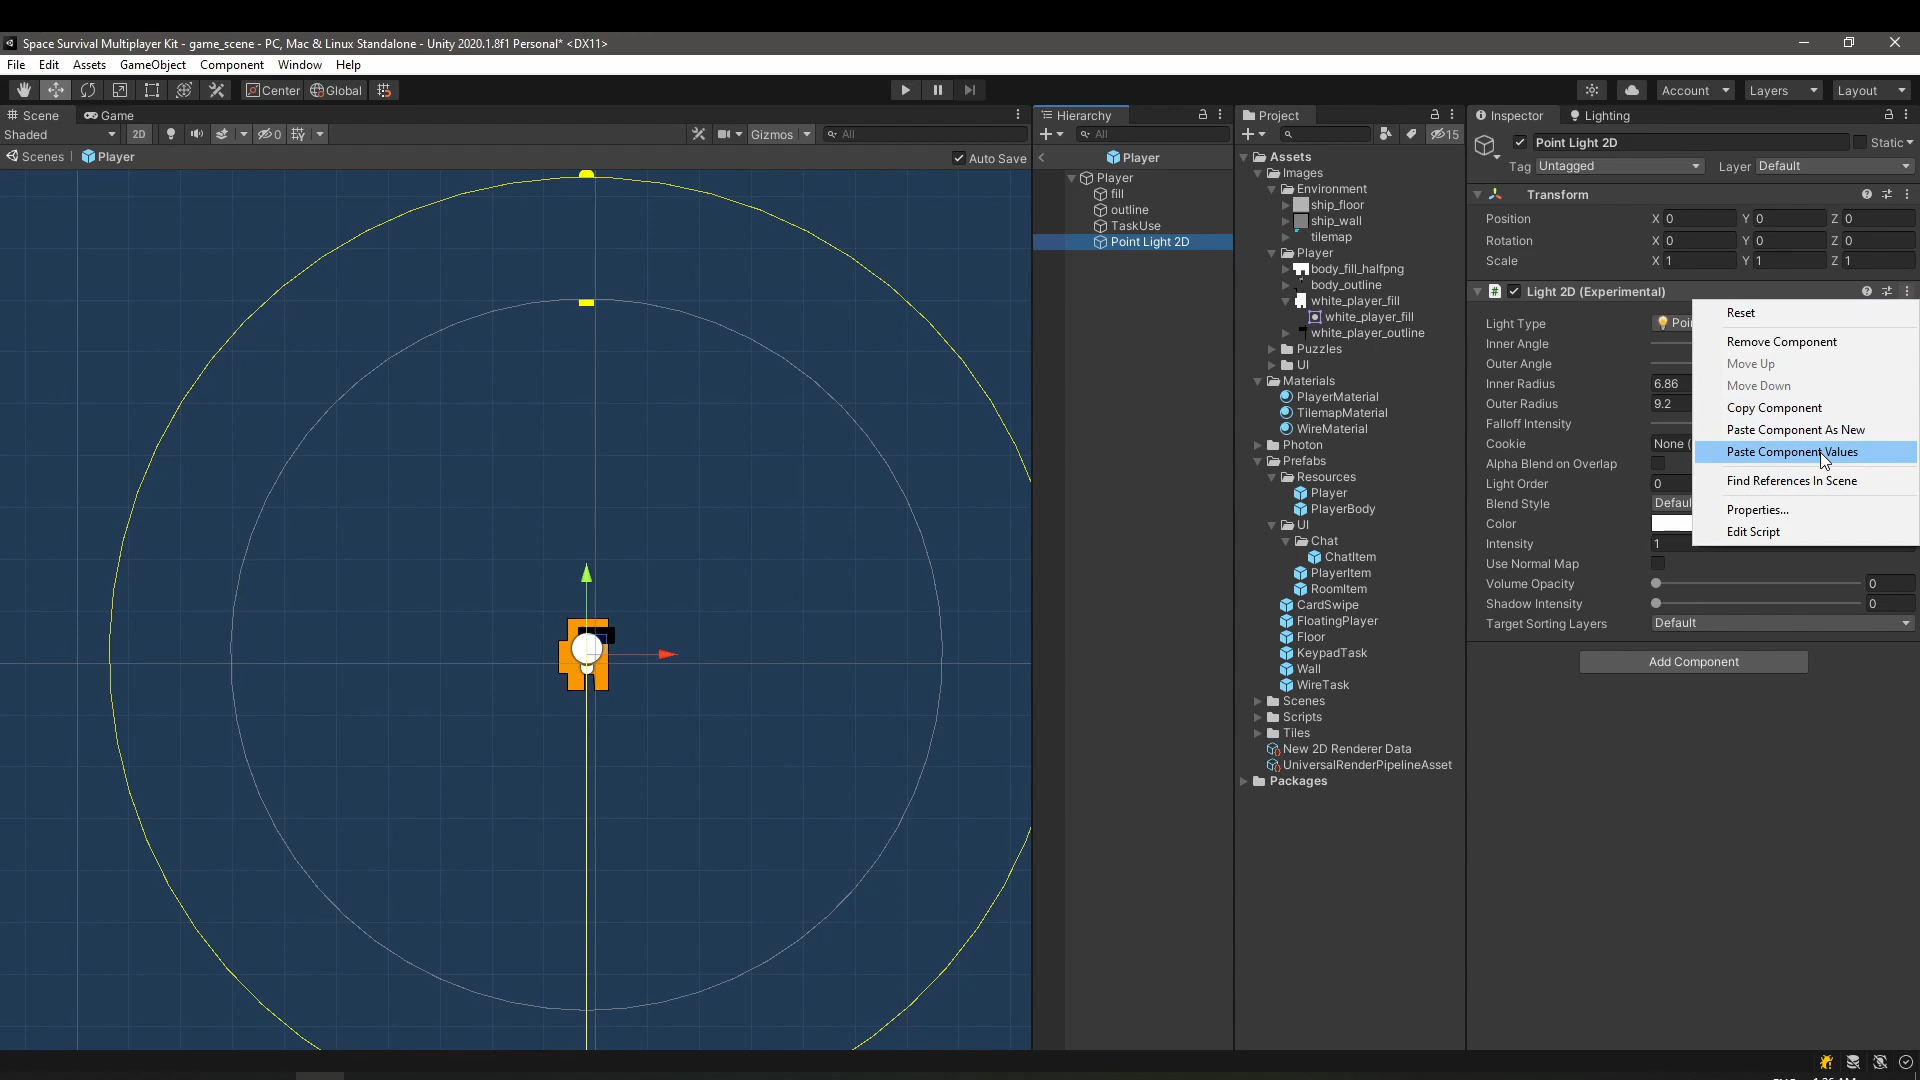 Space Survival Multiplayer Kit - game_scene - PC, Mac & Linux Standalone - Unity 2020.1.8f1 Personal* <DX11>
File Edit Assets GameObject Component Window Help
Center Global Account Layers Layout
Scene Game
Shaded 2D 0 Gizmos All
Scenes Player Auto Save
Hierarchy
All
Player
Player
fill
outline
TaskUse
Point Light 2D
Project
15
Assets
Images
Environment
ship_floor
ship_wall
tilemap
Player
body_fill_halfpng
body_outline
white_player_fill
white_player_fill
white_player_outline
Puzzles
UI
Materials
PlayerMaterial
TilemapMaterial
WireMaterial
Photon
Prefabs
Resources
Player
PlayerBody
UI
Chat
ChatItem
PlayerItem
RoomItem
CardSwipe
FloatingPlayer
Floor
KeypadTask
Wall
WireTask
Scenes
Scripts
Tiles
New 2D Renderer Data
UniversalRenderPipelineAsset
Packages
Inspector Lighting
Point Light 2D Static
Tag Untagged Layer Default
Transform
Position X 0 Y 0 Z 0
Rotation X 0 Y 0 Z 0
Scale X 1 Y 1 Z 1
Light 2D (Experimental)
Light Type
Inner Angle
Outer Angle
Inner Radius 6.86
Outer Radius 9.2
Falloff Intensity
Cookie None (
Alpha Blend on Overlap
Light Order 0
Blend Style
Color
Intensity 1
Use Normal Map
Volume Opacity 0
Shadow Intensity 0
Target Sorting Layers Default
Add Component
Reset
Remove Component
Move Up
Move Down
Copy Component
Paste Component As New
Paste Component Values
Find References In Scene
Properties...
Edit Script